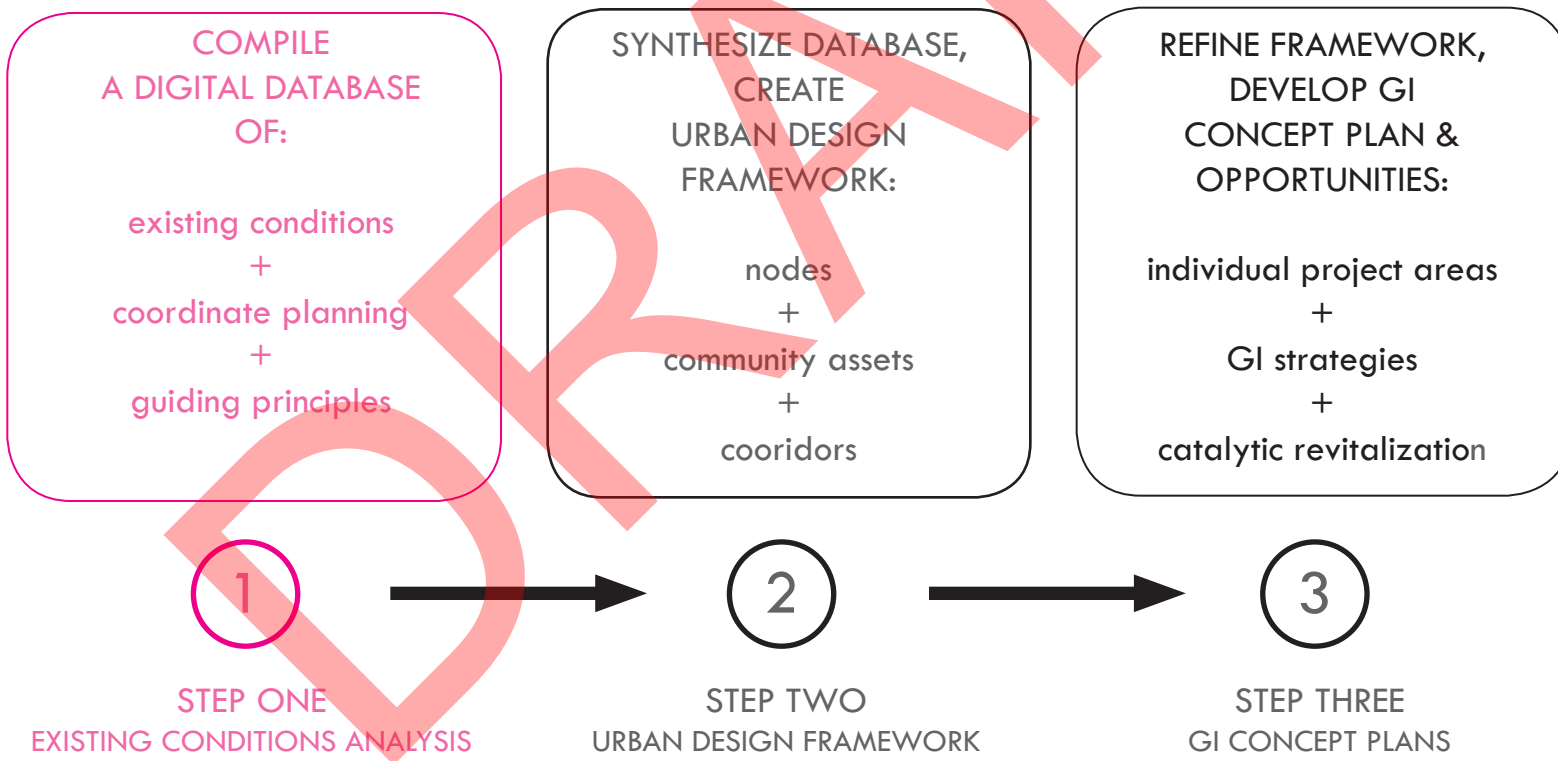 COMPILE
A DIGITAL DATABASE
OF:
existing conditions
+
coordinate planning
+
guiding principles
SYNTHESIZE DATABASE,
CREATE
URBAN DESIGN
FRAMEWORK:
nodes
+
community assets
+
cooridors
REFINE FRAMEWORK,
DEVELOP GI
CONCEPT PLAN &
OPPORTUNITIES:
individual project areas
+
GI strategies
+
catalytic revitalization
1
2
3
STEP ONE
EXISTING CONDITIONS ANALYSIS
STEP TWO
URBAN DESIGN FRAMEWORK
STEP THREE
GI CONCEPT PLANS
DRA